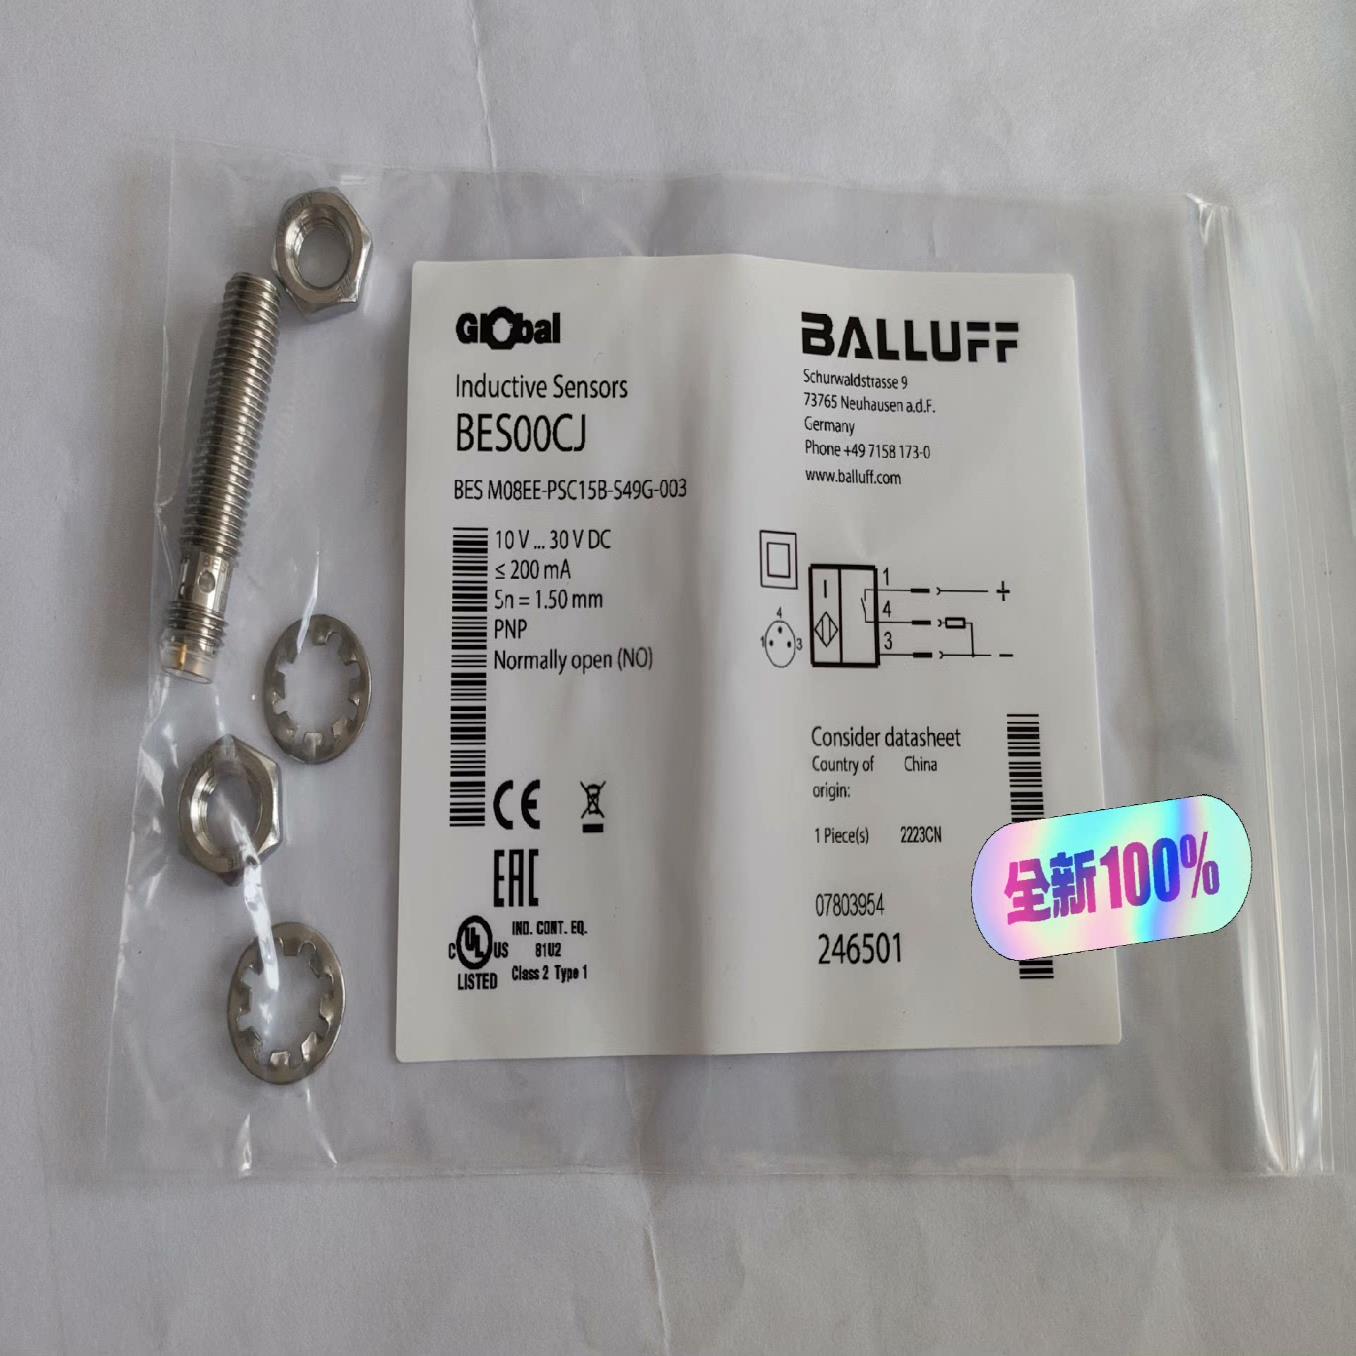 Global
Inductive Sensors
BES00CJ
BES M08EE-PSC15B-S49G-003
10 V ... 30 V DC
≤ 200 mA
Sn = 1.50 mm
PNP
Normally open (NO)
CE
EAC
C UL US
LISTED
IND. CONT. EQ.
81U2
Class 2 Type 1
BALLUFF
Schurwaldstrasse 9
73765 Neuhausen a.d.F.
Germany
Phone +49 7158 173-0
www.balluff.com
4
1 3
1 +
4
3 −
Consider datasheet
Country of China
origin:
1 Piece(s) 2223CN
07803954
246501
全新100%